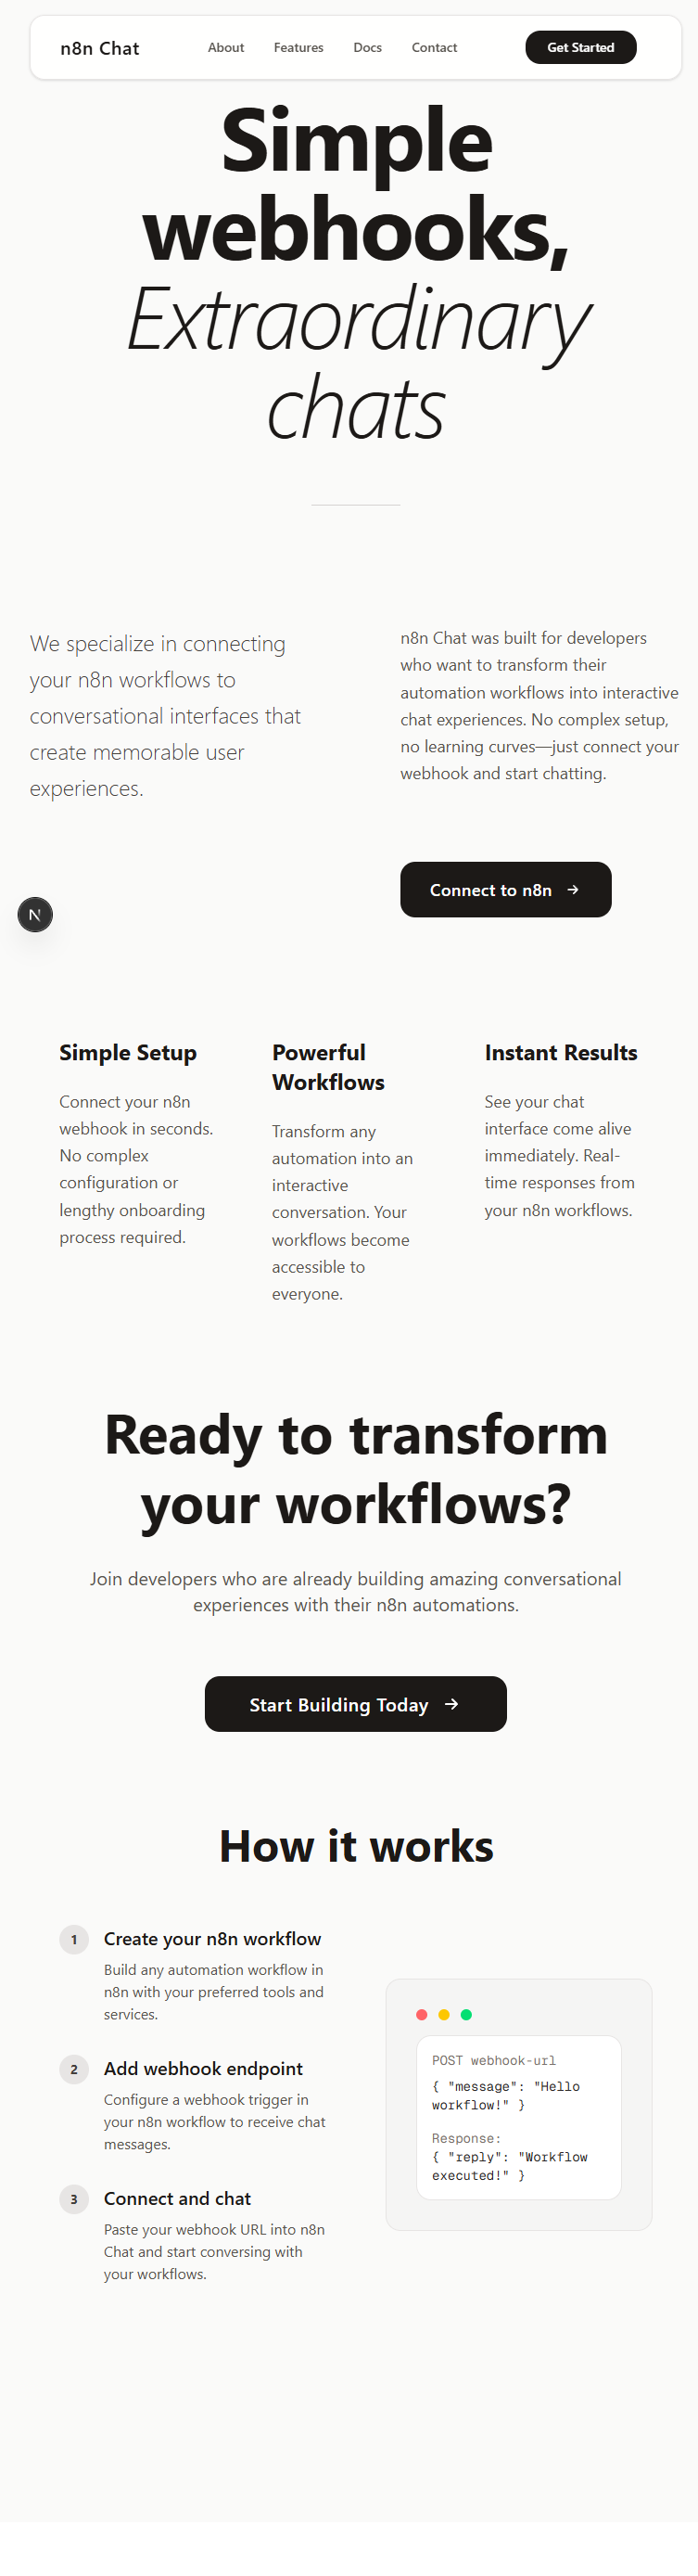 n8n Chat
About
Features
Docs
Contact
Get Started
Simple
webhooks,
Extraordinary
chats
We specialize in connecting
your n8n workflows to
conversational interfaces that
create memorable user
experiences.
n8n Chat was built for developers
who want to transform their
automation workflows into interactive
chat experiences. No complex setup,
no learning curves—just connect your
webhook and start chatting.
Connect to n8n →
N
Simple Setup
Connect your n8n
webhook in seconds.
No complex
configuration or
lengthy onboarding
process required.
Powerful
Workflows
Transform any
automation into an
interactive
conversation. Your
workflows become
accessible to
everyone.
Instant Results
See your chat
interface come alive
immediately. Real-
time responses from
your n8n workflows.
Ready to transform
your workflows?
Join developers who are already building amazing conversational
experiences with their n8n automations.
Start Building Today →
How it works
1
Create your n8n workflow
Build any automation workflow in
n8n with your preferred tools and
services.
2
Add webhook endpoint
Configure a webhook trigger in
your n8n workflow to receive chat
messages.
3
Connect and chat
Paste your webhook URL into n8n
Chat and start conversing with
your workflows.
POST webhook-url
{ "message": "Hello
workflow!" }
Response:
{ "reply": "Workflow
executed!" }